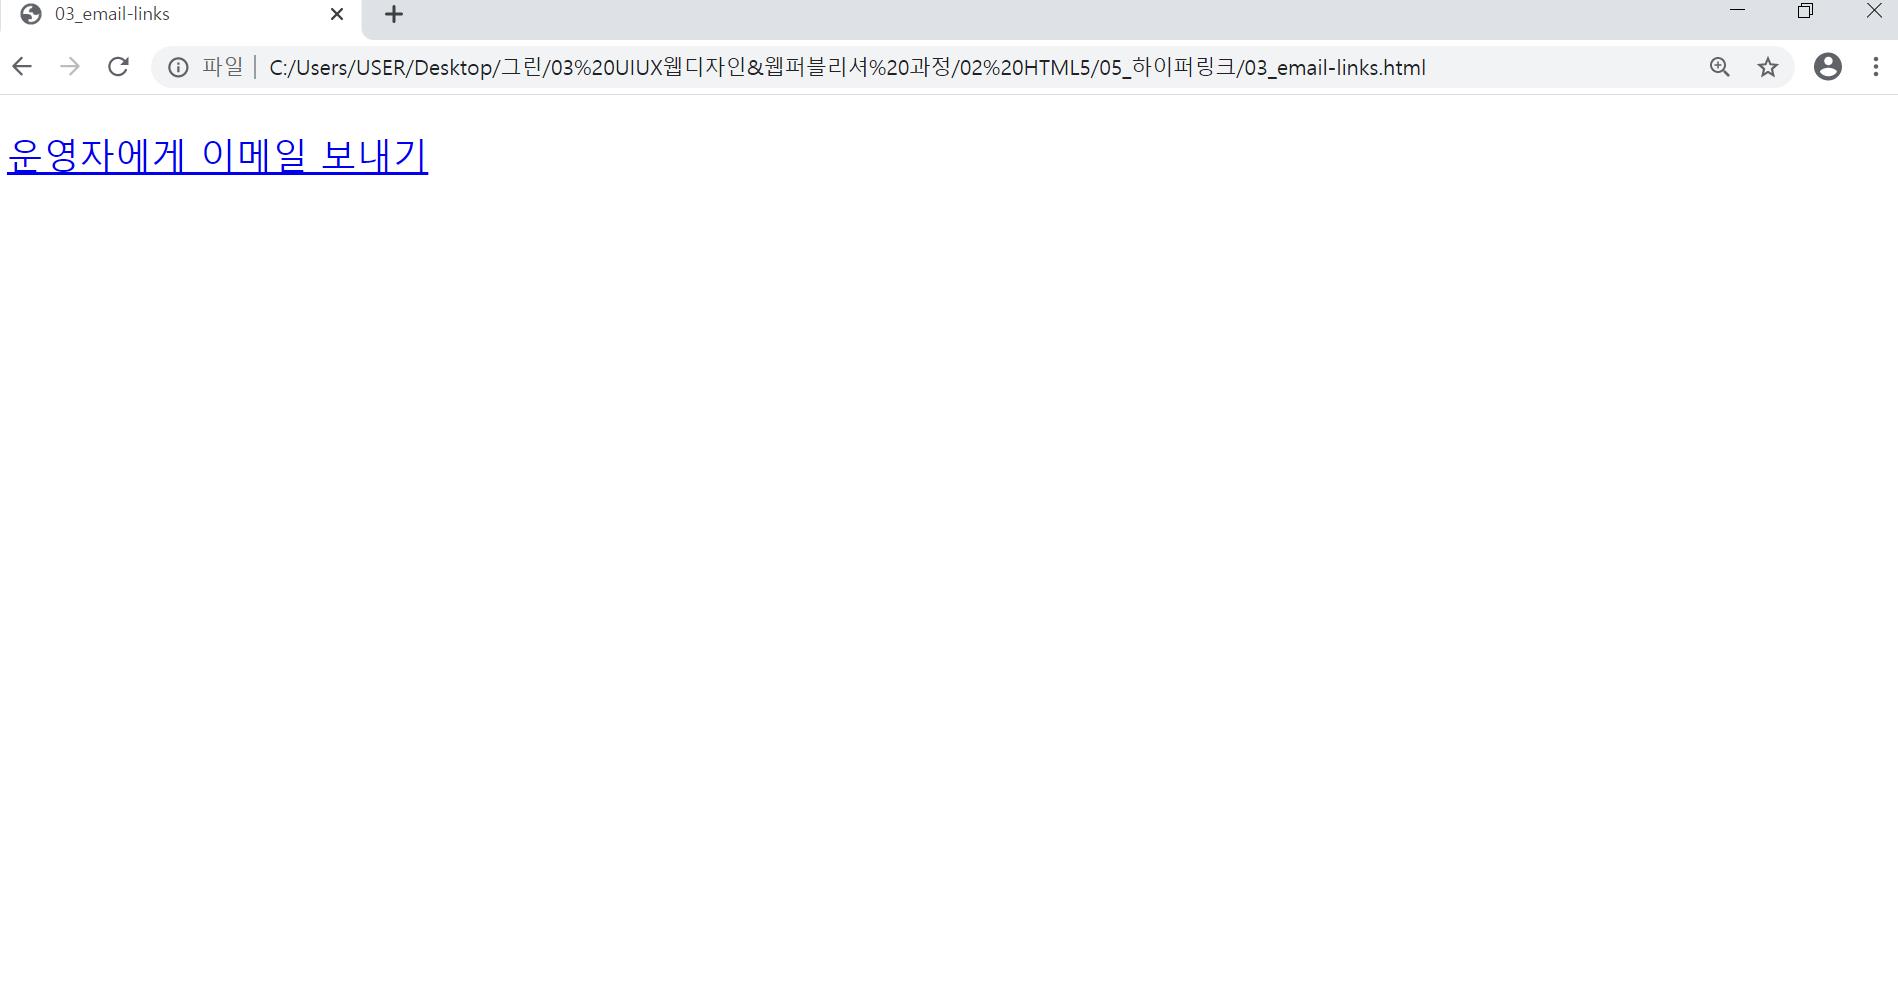 03_email-links
파일 | C:/Users/USER/Desktop/그린/03%20UIUX웹디자인&웹퍼블리셔%20과정/02%20HTML5/05_하이퍼링크/03_email-links.html
운영자에게 이메일 보내기